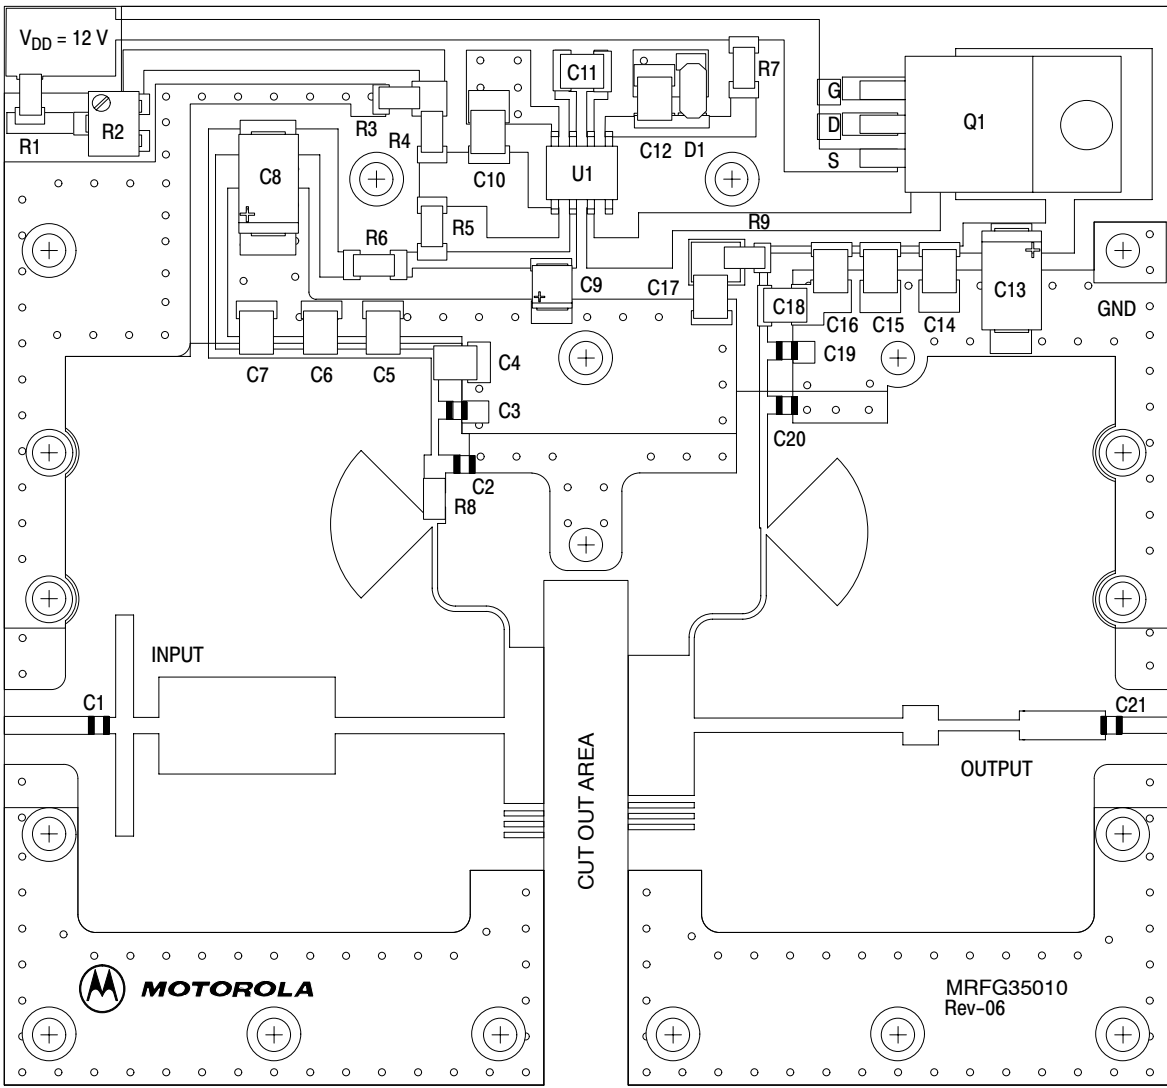 V_DD = 12 V
C11
R7
G
R3
R2
D
Q1
R1
R4
C12
D1
S
C8
C10
U1
R9
R5
R6
C9
C17
C18
C13
GND
C16
C15
C14
C19
C4
C7
C6
C5
C3
C20
C2
R8
INPUT
C1
C21
OUTPUT
CUT OUT AREA
MOTOROLA
MRFG35010
Rev-06